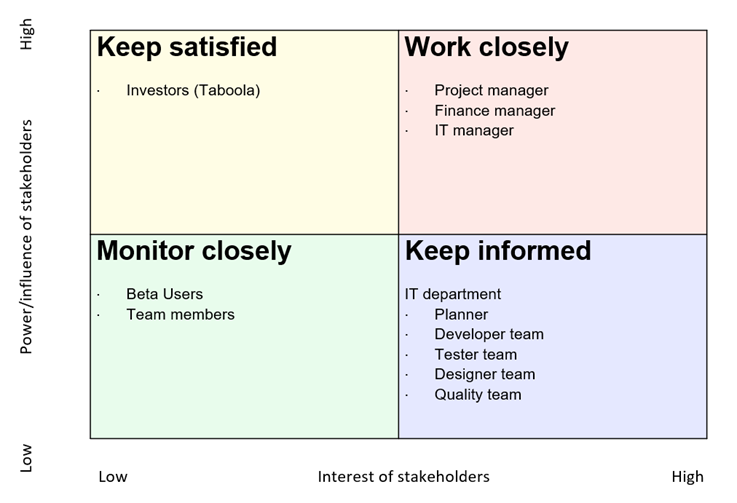 High
Power/influence of stakeholders
Low
Keep satisfied
· Investors (Taboola)
Work closely
· Project manager
· Finance manager
· IT manager
Monitor closely
· Beta Users
· Team members
Keep informed
IT department
· Planner
· Developer team
· Tester team
· Designer team
· Quality team
Low
Interest of stakeholders
High